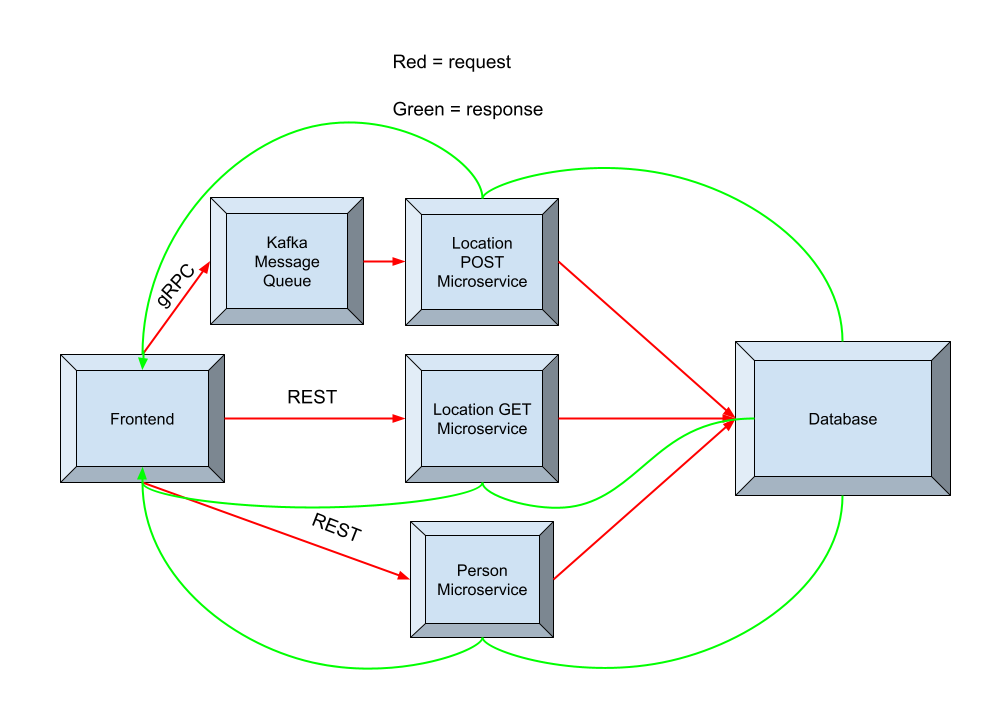 Red = request
Green = response
Kafka
Message
Queue
Location
POST
Microservice
gRPC
Frontend
REST
Location GET
Microservice
Database
REST
Person
Microservice